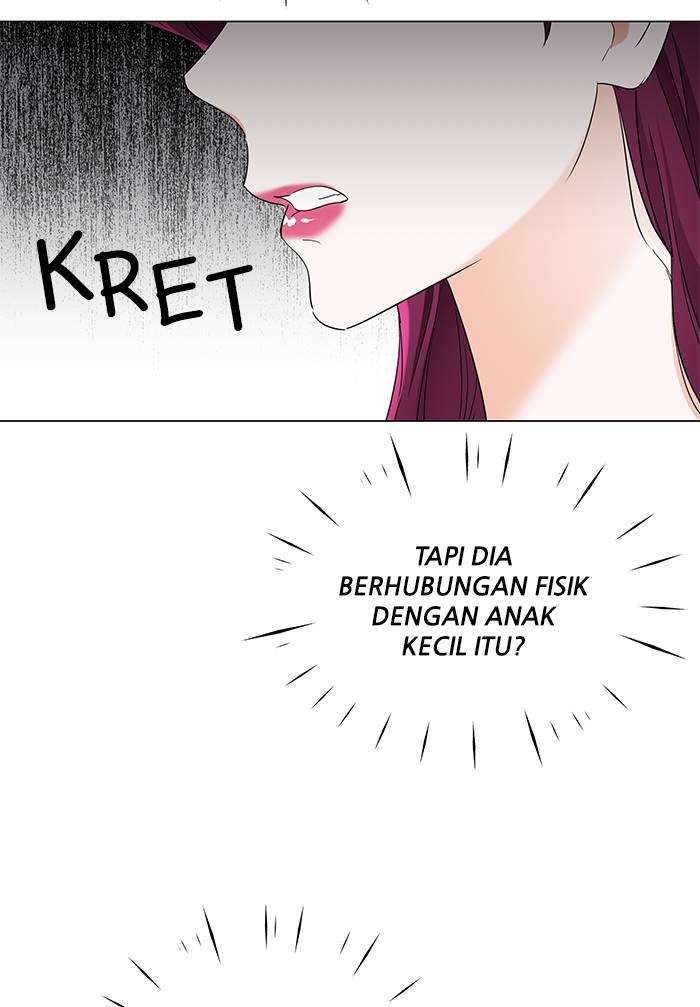 KRET
TAPI DIA
BERHUBUNGAN FISIK
DENGAN ANAK
KECIL ITU?